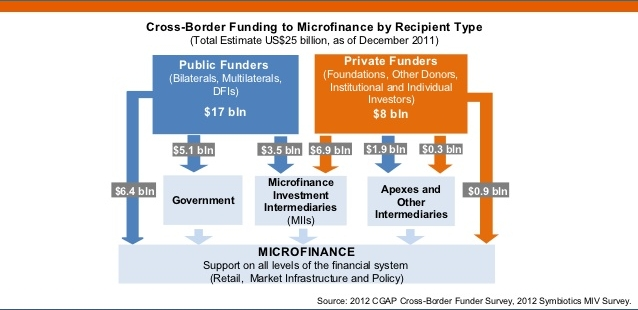 Cross-Border Funding to Microfinance by Recipient Type
(Total Estimate US$25 billion, as of December 2011)
Public Funders
(Bilaterals, Multilaterals,
DFIs)
$17 bln
Private Funders
(Foundations, Other Donors,
Institutional and Individual
Investors)
$8 bln
$5.1 bln
$3.5 bln
$6.9 bln
$1.9 bln
$0.3 bln
$6.4 bln
$0.9 bln
Government
Microfinance
Investment
Intermediaries
(MIIs)
Apexes and
Other
Intermediaries
MICROFINANCE
Support on all levels of the financial system
(Retail, Market Infrastructure and Policy)
Source: 2012 CGAP Cross-Border Funder Survey, 2012 Symbiotics MIV Survey.